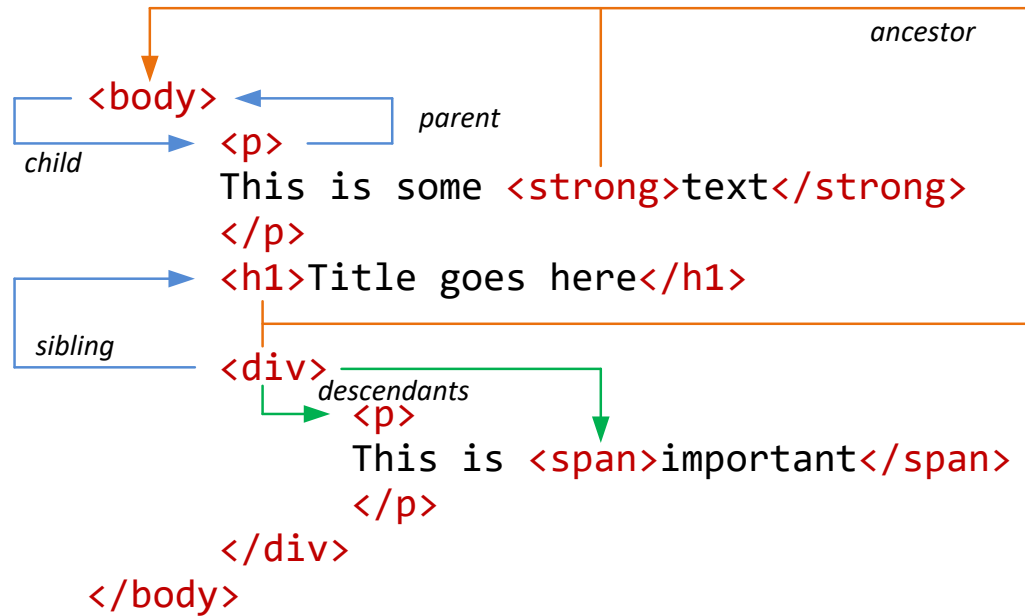 ancestor
<body>
parent
<p>
child
This is some <strong>text</strong>
</p>
<h1>Title goes here</h1>
sibling
<div>
descendants
<p>
This is <span>important</span>
</p>
</div>
</body>